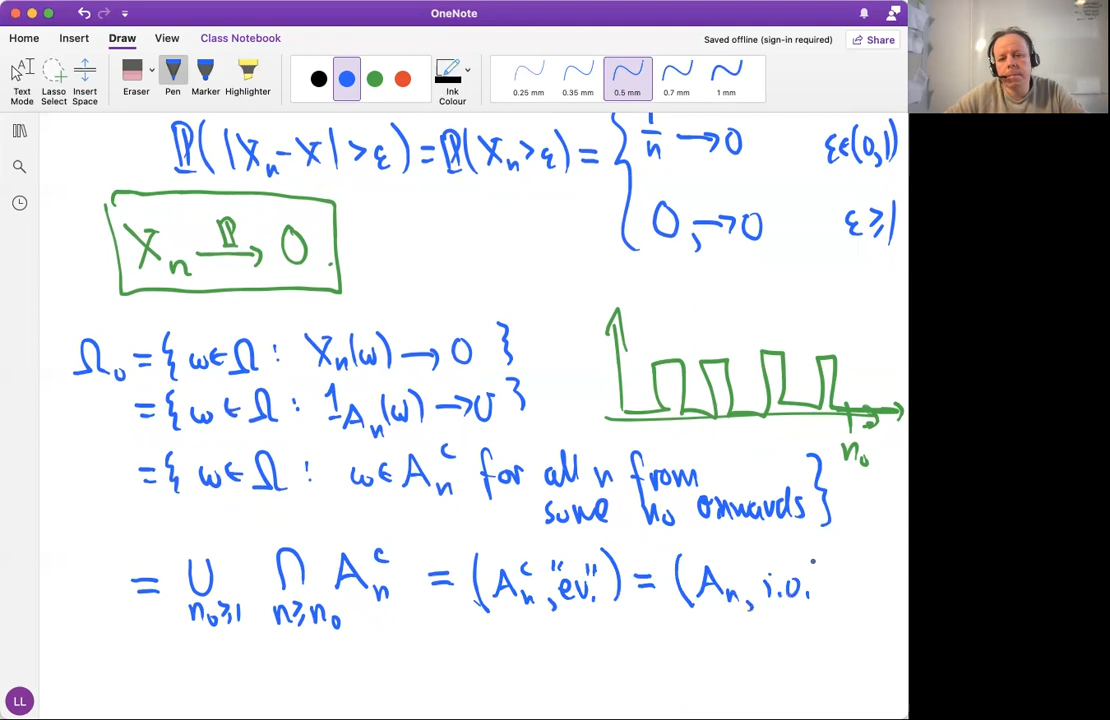 OneNote
Home Insert Draw View Class Notebook
Saved offline (sign-in required) Share
Text Mode Lasso Select Insert Space Eraser Pen Marker Highlighter Ink Colour 0.25 mm 0.35 mm 0.5 mm 0.7 mm 1 mm
ℙ( |Xₙ - X| > ε) = ℙ(Xₙ > ε) = { 1/n → 0 ε∈(0,1)
0, → 0 ε ≥ 1
Xₙ —ℙ→ 0.
Ω₀ = { ω∈Ω : Xₙ(ω) → 0 }
= { ω∈Ω : 1_Aₙ(ω) → 0 }
n₀
= { ω∈Ω : ω∈Aₙᶜ for all n from
some n₀ onwards }
= ∪ n₀≥1 ∩ n≥n₀ Aₙᶜ = (Aₙᶜ, "ev.") = (Aₙ, i.o.
LL